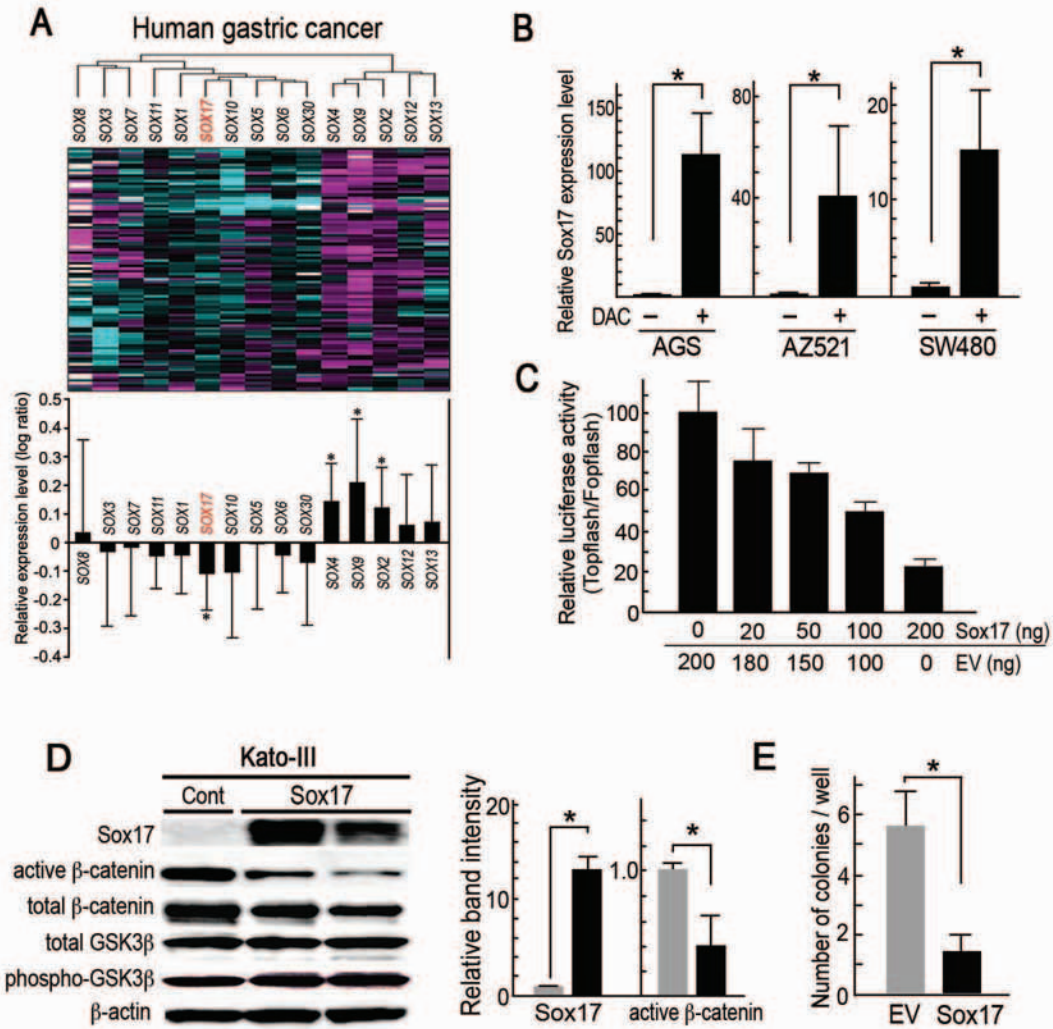 A
Human gastric cancer
SOX8 SOX3 SOX7 SOX11 SOX1 SOX17 SOX10 SOX5 SOX6 SOX30 SOX4 SOX9 SOX2 SOX12 SOX13
Relative expression level (log ratio)
0.5
0.4
0.3
0.2
0.1
0
-0.1
-0.2
-0.3
-0.4
SOX8 SOX3 SOX7 SOX11 SOX1 SOX17 SOX10 SOX5 SOX6 SOX30 SOX4 SOX9 SOX2 SOX12 SOX13
* * * *
B
Relative Sox17 expression level
150
100
50
*
80
40
*
20
10
*
DAC − + − + − +
AGS AZ521 SW480
C
Relative luciferase activity
(Topflash/Fopflash)
100
80
60
40
20
0
0 20 50 100 200 Sox17 (ng)
200 180 150 100 0 EV (ng)
D
Kato-III
Cont Sox17
Sox17
active β-catenin
total β-catenin
total GSK3β
phospho-GSK3β
β-actin
Relative band intensity
20
10
0
*
1.0
*
Sox17 active β-catenin
E
Number of colonies / well
6
4
2
0
*
EV Sox17